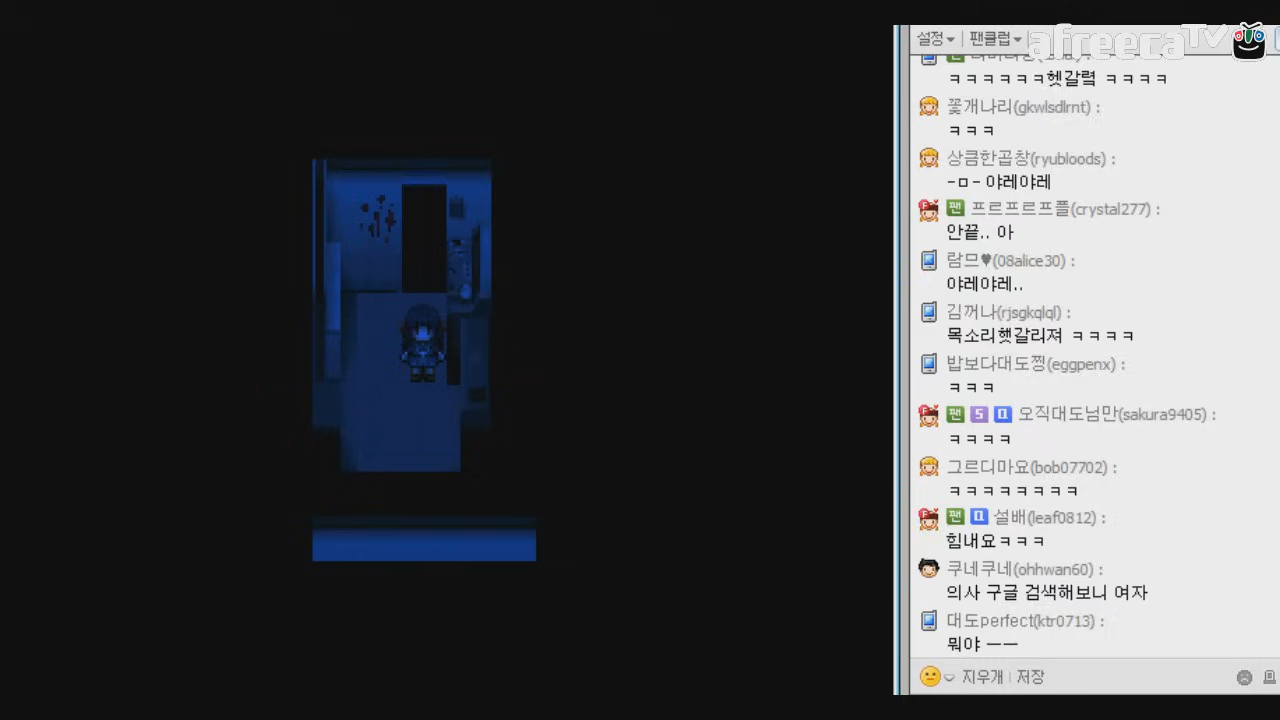 설정 팬클럽
afreecaTV
ㅋㅋㅋㅋㅋㅋ헷갈렼 ㅋㅋㅋㅋ
꽃개나리(gkwlsdlrnt) :
ㅋㅋㅋ
상큼한곱창(ryubloods) :
-ㅁ- 야레야레
팬 프르프르프플(crystal277) :
안끝.. 아
람므♥(08alice30) :
야레야레..
김꺼나(rjsgkqlql) :
목소리햇갈리져 ㅋㅋㅋㅋ
밥보다대도찡(eggpenx) :
ㅋㅋㅋ
팬 5 Q 오직대도님만(sakura9405) :
ㅋㅋㅋㅋ
그르디마요(bob07702) :
ㅋㅋㅋㅋㅋㅋㅋㅋ
팬 Q 설배(leaf0812) :
힘내요ㅋㅋㅋ
쿠네쿠네(ohhwan60) :
의사 구글 검색해보니 여자
대도perfect(ktr0713) :
뭐야 ㅡㅡ
지우개 저장